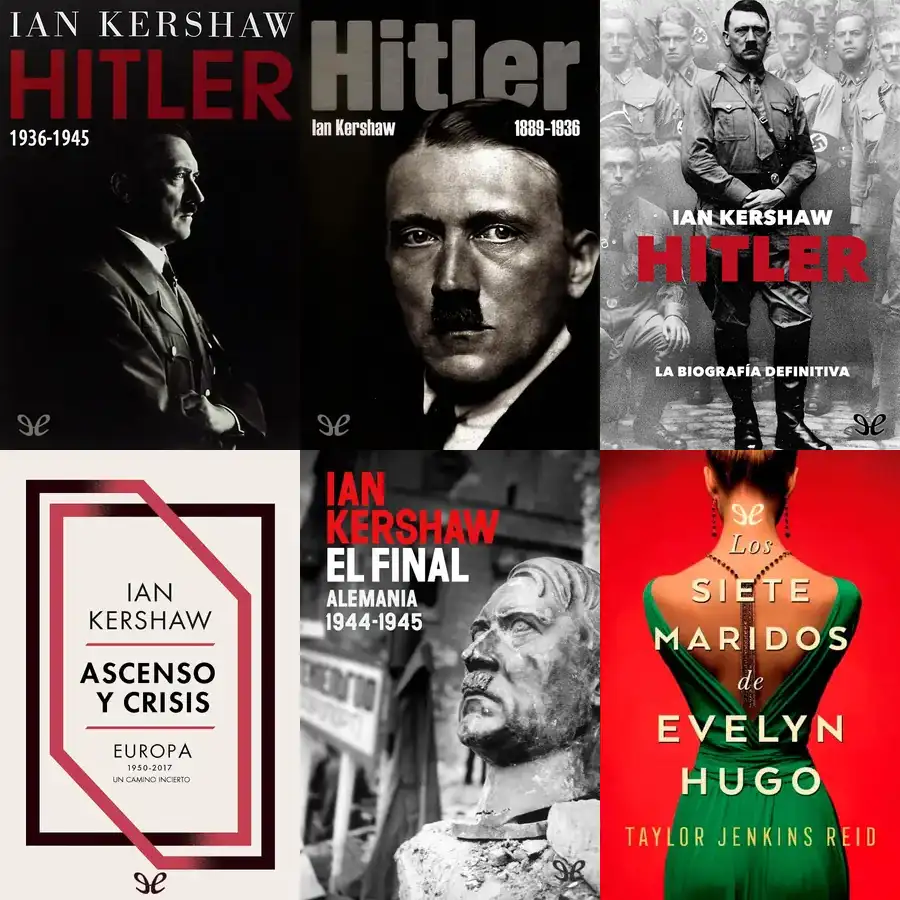 IAN KERSHAW
HITLER
1936-1945
Hitler
Ian Kershaw 1889-1936
IAN KERSHAW
HITLER
LA BIOGRAFÍA DEFINITIVA
IAN
KERSHAW
ASCENSO
Y CRISIS
EUROPA
1950-2017
UN CAMINO INCIERTO
IAN
KERSHAW
EL FINAL
ALEMANIA
1944-1945
Los
SIETE
MARIDOS
de
EVELYN
HUGO
TAYLOR JENKINS REID